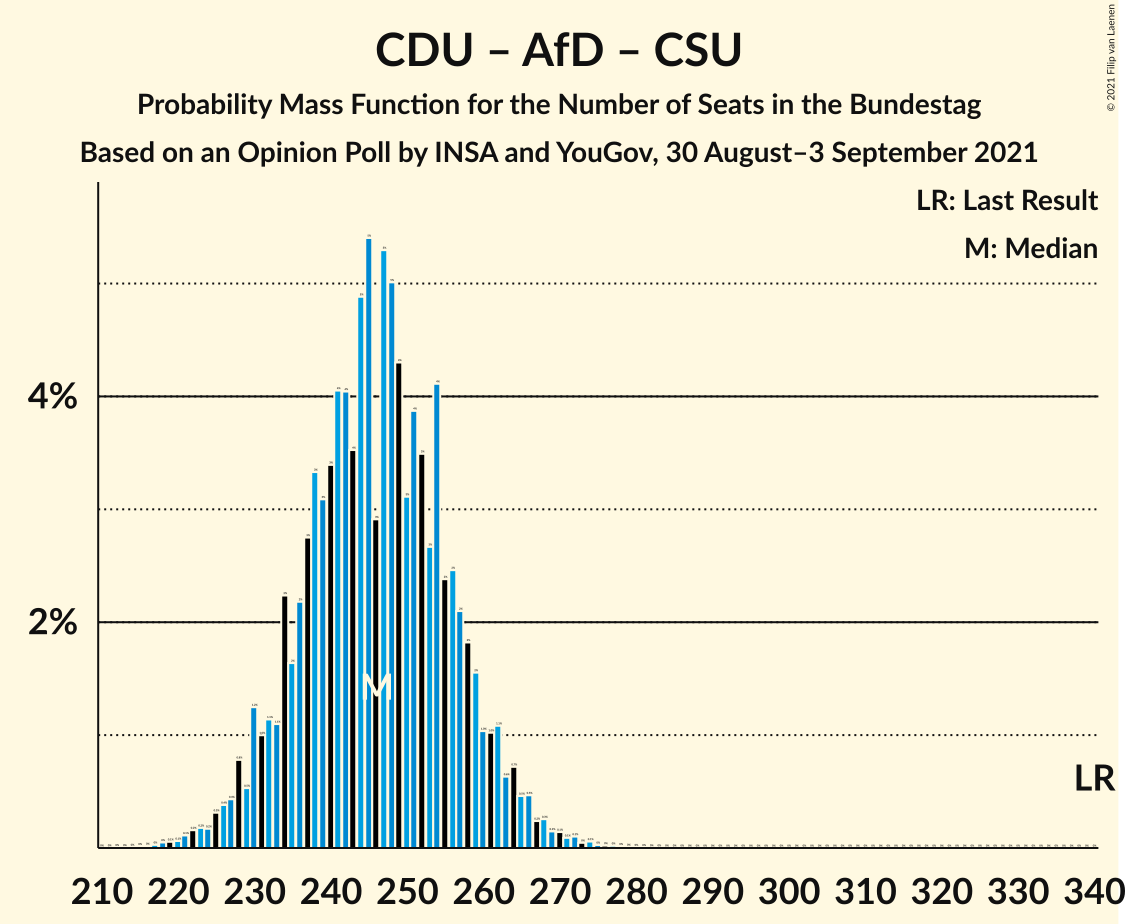 CDU – AfD – CSU
Probability Mass Function for the Number of Seats in the Bundestag
Based on an Opinion Poll by INSA and YouGov, 30 August–3 September 2021
© 2021 Filip van Laenen
LR: Last Result
M: Median
4%
2%
M
LR
210 220 230 240 250 260 270 280 290 300 310 320 330 340